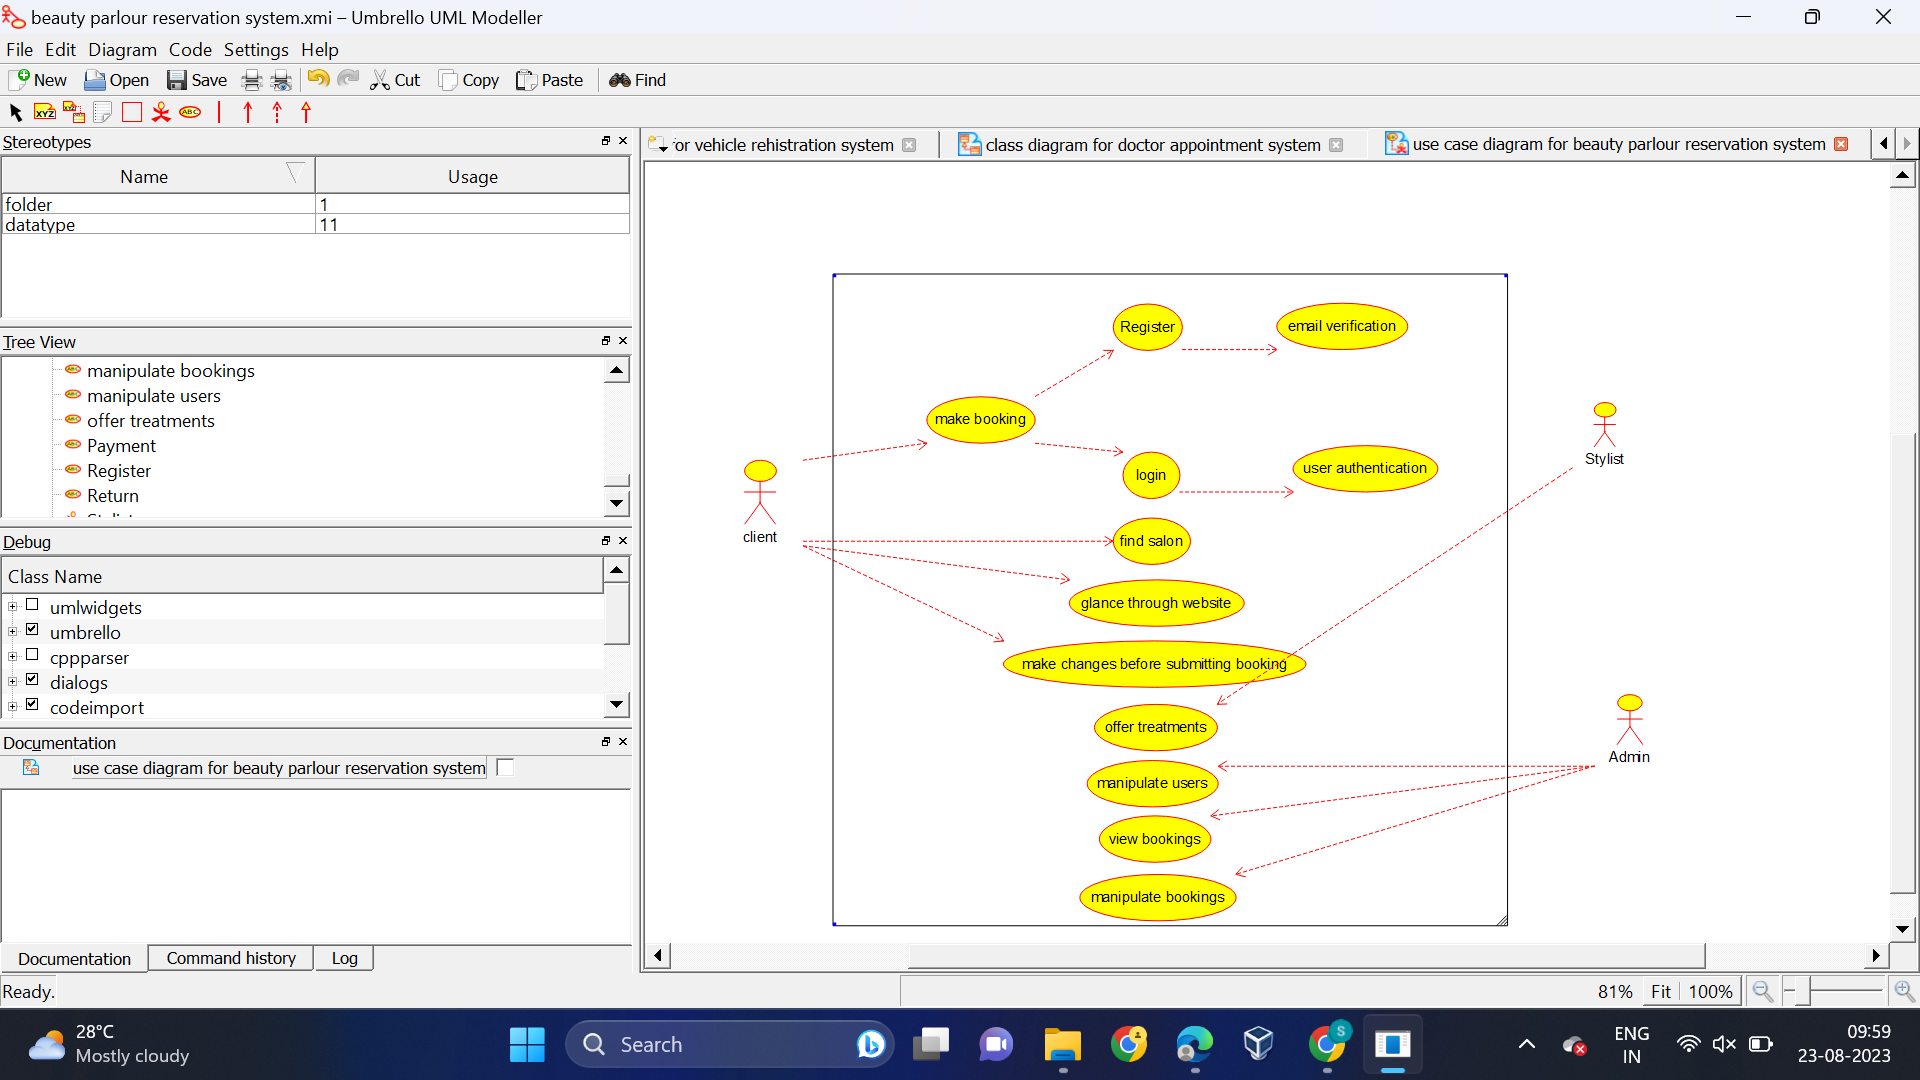 beauty parlour reservation system.xmi – Umbrello UML Modeller
File Edit Diagram Code Settings Help
New Open Save Cut Copy Paste Find
XYZ XYZ ABC
Stereotypes
Name Usage
folder 1
datatype 11
Tree View
manipulate bookings
manipulate users
offer treatments
Payment
Register
Return
Debug
Class Name
umlwidgets
umbrello
cppparser
dialogs
codeimport
Documentation
use case diagram for beauty parlour reservation system
Documentation Command history Log
Ready.
or vehicle rehistration system
class diagram for doctor appointment system
use case diagram for beauty parlour reservation system
Register
email verification
make booking
login
user authentication
Stylist
client
find salon
glance through website
make changes before submitting booking
offer treatments
Admin
manipulate users
view bookings
manipulate bookings
81% Fit 100%
28°C
Mostly cloudy
Search
S
ENG
IN
09:59
23-08-2023